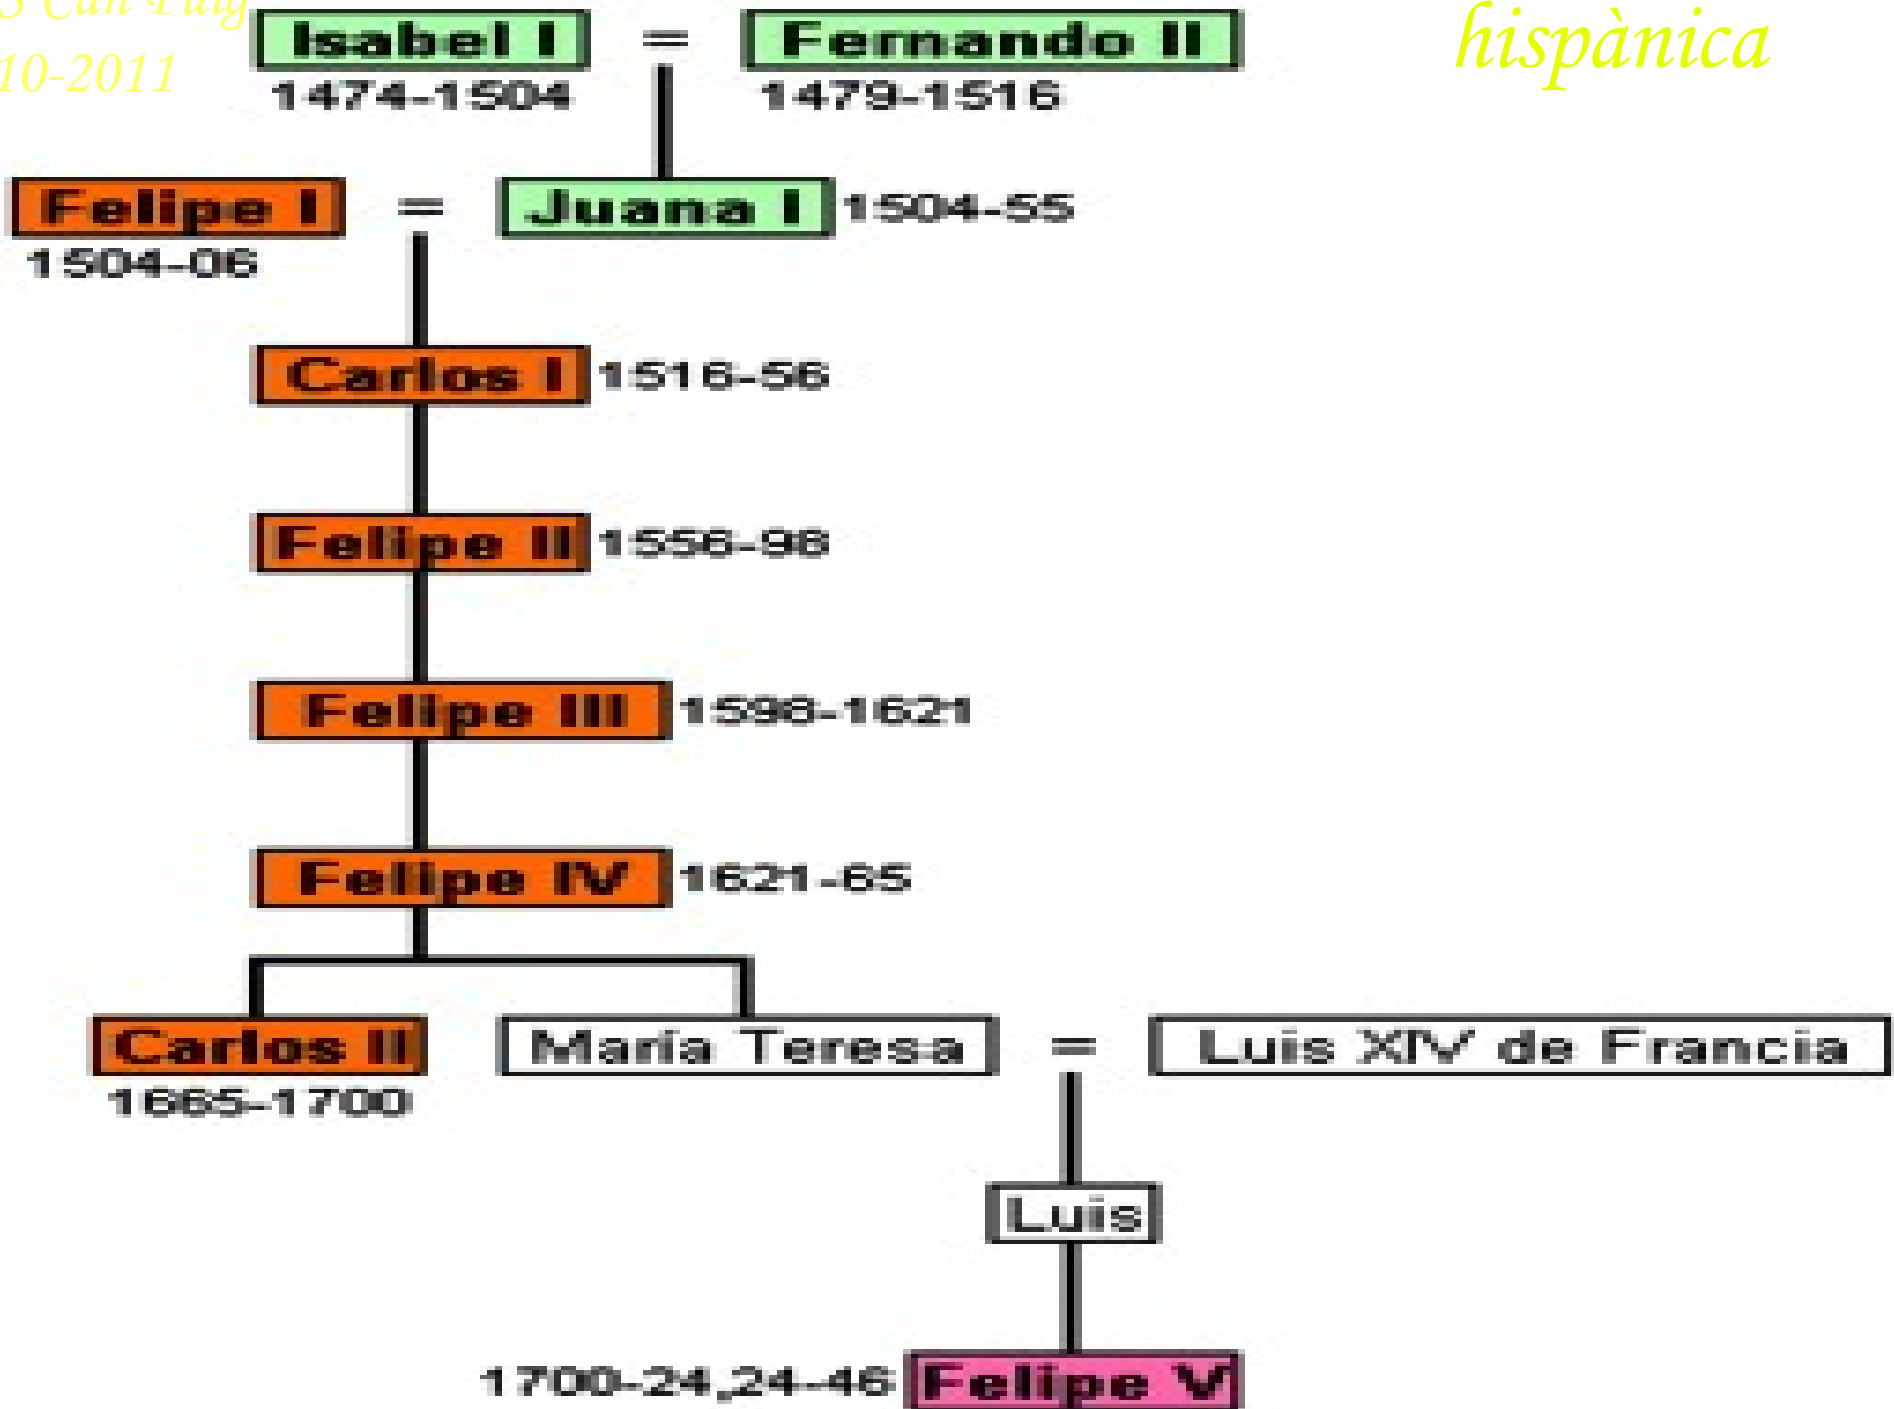 S Can Puig
10-2011
hispànica
Isabel I = Fernando II
1474-1504 1479-1516
Felipe I = Juana I 1504-55
1504-06
Carlos I 1516-56
Felipe II 1556-98
Felipe III 1598-1621
Felipe IV 1621-65
Carlos II María Teresa = Luis XIV de Francia
1665-1700
Luis
1700-24,24-46 Felipe V